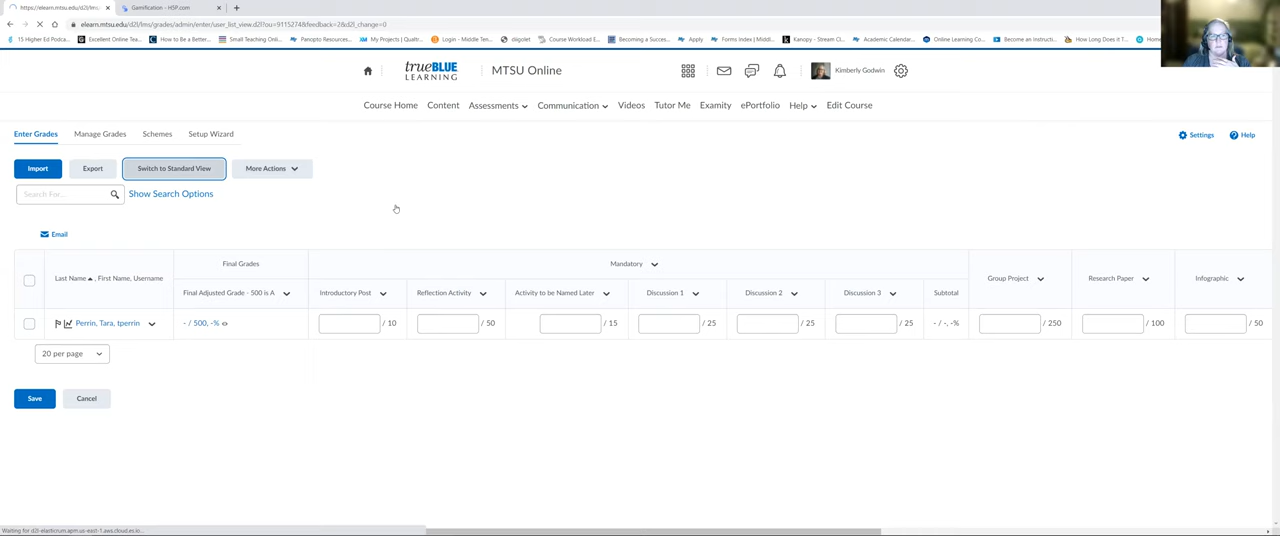 https://elearn.mtsu.edu/d2l/lms/ × Gamification - H5P.com × +
elearn.mtsu.edu/d2l/lms/grades/admin/enter/user_list_view.d2l?ou=9115274&feedback=2&d2l_change=0
15 Higher Ed Podca... Excellent Online Tea... How to Be a Better... Small Teaching Onlin... Panopto Resources... My Projects | Quattr... Login - Middle Ten... diigolet Course Workload E... Becoming a Succes... Apply Forms Index | Middl... Kanopy - Stream Cl... Academic Calendar... Online Learning Co... Become an Instructi... How Long Does it T... Home
trueBLUE
LEARNING
MTSU Online
Kimberly Godwin
Course Home Content Assessments Communication Videos Tutor Me Examity ePortfolio Help Edit Course
Enter Grades Manage Grades Schemes Setup Wizard
Settings Help
Import Export Switch to Standard View More Actions
Search For... Show Search Options
Email
Final Grades Mandatory
Last Name , First Name, Username Final Adjusted Grade - 500 is A Introductory Post Reflection Activity Activity to be Named Later Discussion 1 Discussion 2 Discussion 3 Subtotal Group Project Research Paper Infographic
Perrin, Tara, tperrin - / 500, -% / 10 / 50 / 15 / 25 / 25 / 25 - / -, -% / 250 / 100 / 50
20 per page
Save Cancel
Waiting for d2l-elasticrum.apm.us-east-1.aws.cloud.es.io...